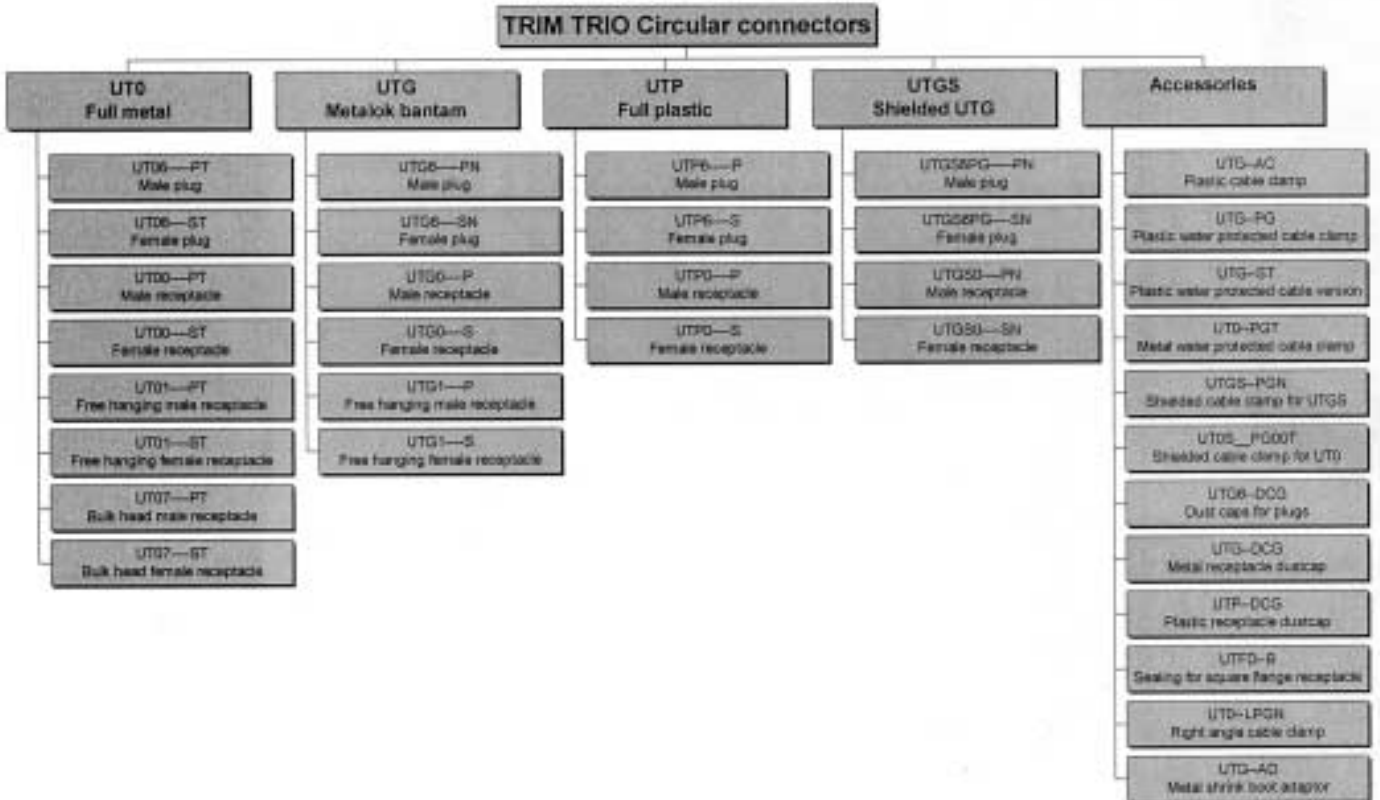 TRIM TRIO Circular connectors
UT0
Full metal
UT06----PT
Male plug
UT06----ST
Female plug
UT00----PT
Male receptacle
UT00----ST
Female receptacle
UT01----PT
Free hanging male receptacle
UT01----ST
Free hanging female receptacle
UT07----PT
Bulk head male receptacle
UT07----ST
Bulk head female receptacle
UTG
Metalok bantam
UTG6----PN
Male plug
UTG6----SN
Female plug
UTG0----P
Male receptacle
UTG0----S
Female receptacle
UTG1----P
Free hanging male receptacle
UTG1----S
Free hanging female receptacle
UTP
Full plastic
UTP6----P
Male plug
UTP6----S
Female plug
UTP0----P
Male receptacle
UTP0----S
Female receptacle
UTGS
Shielded UTG
UTGS6PG----PN
Male plug
UTGS6PG----SN
Female plug
UTGS0----PN
Male receptacle
UTGS0----SN
Female receptacle
Accessories
UTG--AC
Plastic cable clamp
UTG--PG
Plastic water protected cable clamp
UTG--ST
Plastic water protected cable version
UT0--PGT
Metal water protected cable clamp
UTGS--PGN
Shielded cable clamp for UTGS
UT0S__PG00T
Shielded cable clamp for UT0
UTG6--DCG
Dust caps for plugs
UTG--DCG
Metal receptacle dustcap
UTP--DCG
Plastic receptacle dustcap
UTFD--B
Sealing for square flange receptacle
UT0--LPGN
Right angle cable clamp
UTG--AD
Metal shrink boot adaptor